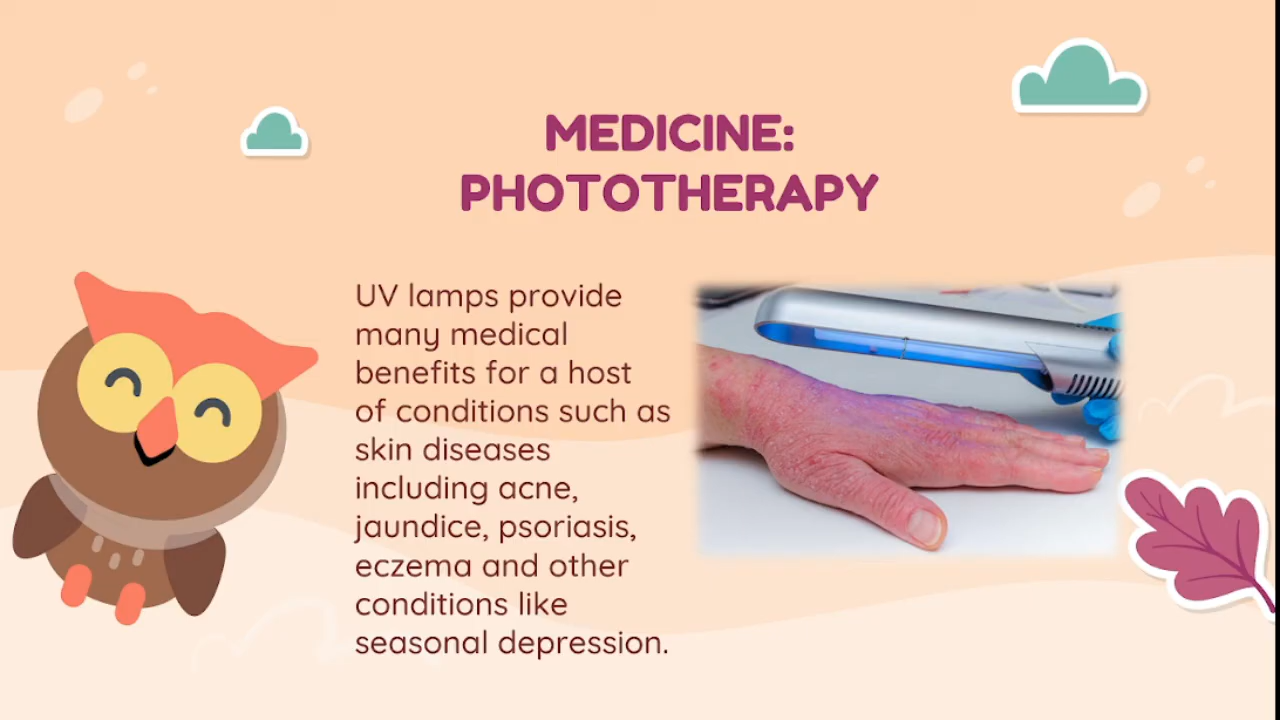 MEDICINE:
PHOTOTHERAPY
UV lamps provide
many medical
benefits for a host
of conditions such as
skin diseases
including acne,
jaundice, psoriasis,
eczema and other
conditions like
seasonal depression.